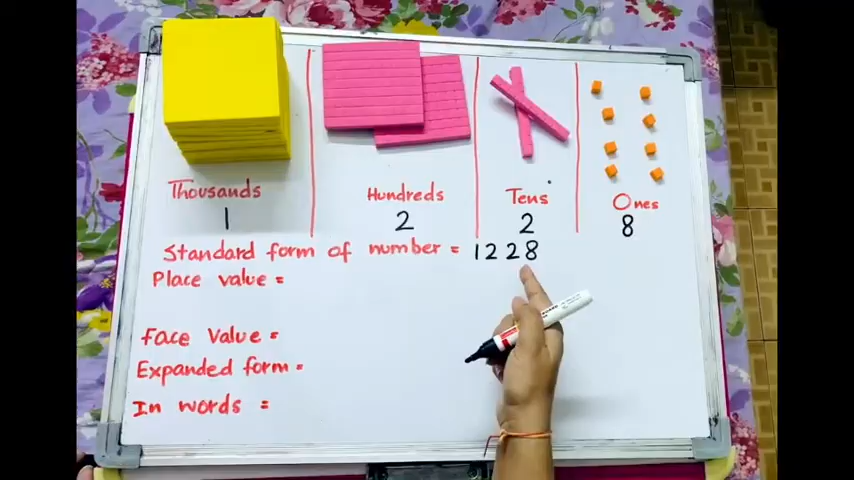 Thousands Hundreds Tens Ones
1 2 2 8
Standard form of number = 1228
Place value =
Face Value =
Expanded form =
In words =